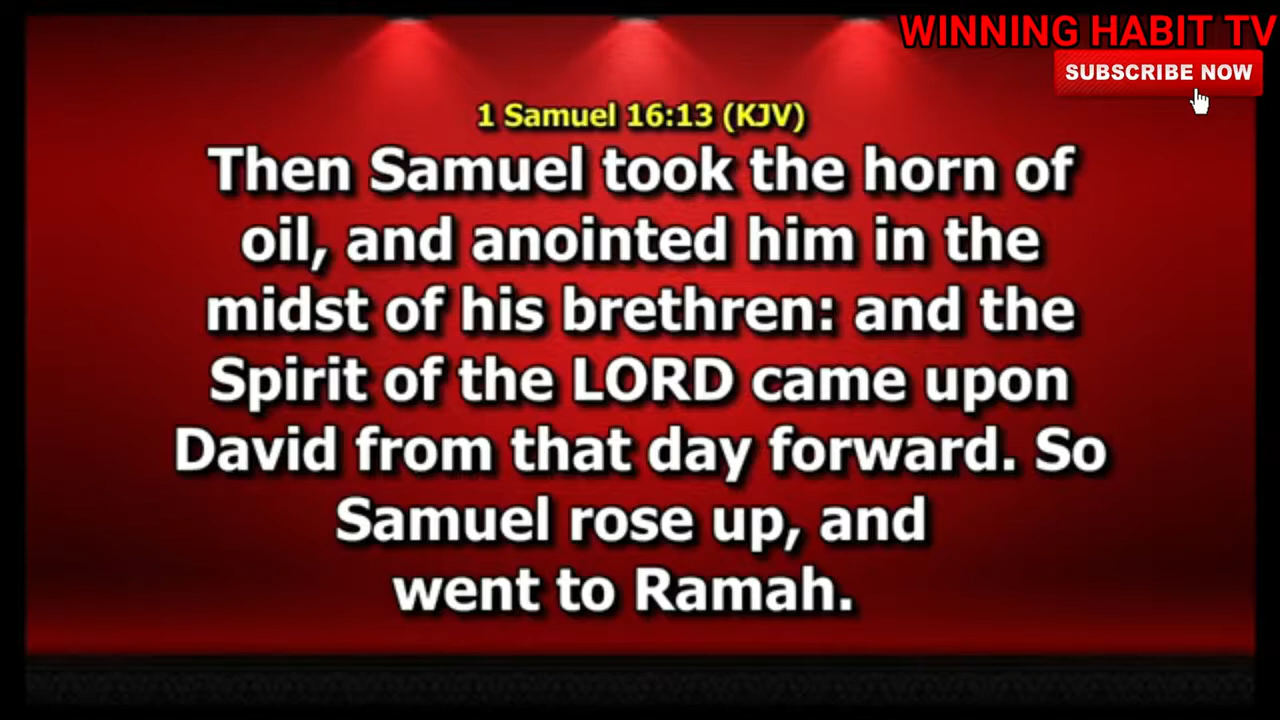 WINNING HABIT TV
SUBSCRIBE NOW
1 Samuel 16:13 (KJV)
Then Samuel took the horn of
oil, and anointed him in the
midst of his brethren: and the
Spirit of the LORD came upon
David from that day forward. So
Samuel rose up, and
went to Ramah.